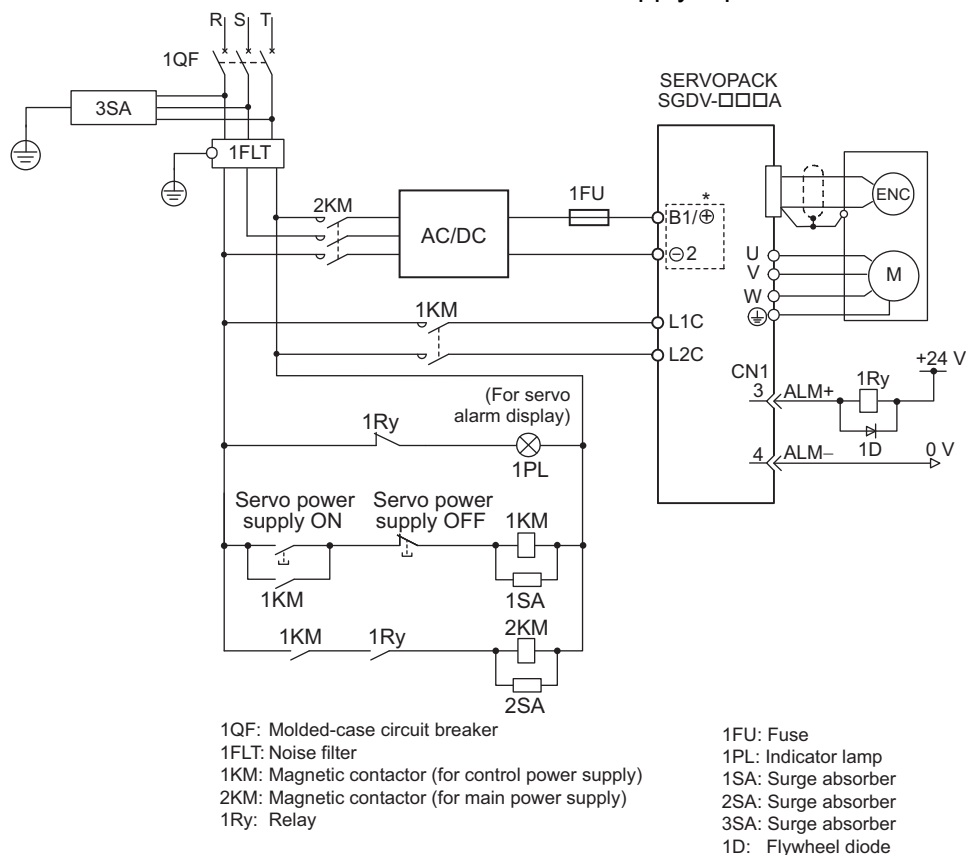 R S T
1QF
3SA
1FLT
SERVOPACK
SGDV-□□□A
2KM
AC/DC
1FU
*
B1/⊕
⊖2
ENC
U
V
W
M
1KM
L1C
L2C
CN1
+24 V
3
ALM+
1Ry
1D
4
ALM−
0 V
(For servo
alarm display)
1Ry
1PL
Servo power
supply ON
Servo power
supply OFF
1KM
1KM
1SA
1KM
1Ry
2KM
2SA
1QF: Molded-case circuit breaker
1FLT: Noise filter
1KM: Magnetic contactor (for control power supply)
2KM: Magnetic contactor (for main power supply)
1Ry: Relay
1FU: Fuse
1PL: Indicator lamp
1SA: Surge absorber
2SA: Surge absorber
3SA: Surge absorber
1D: Flywheel diode